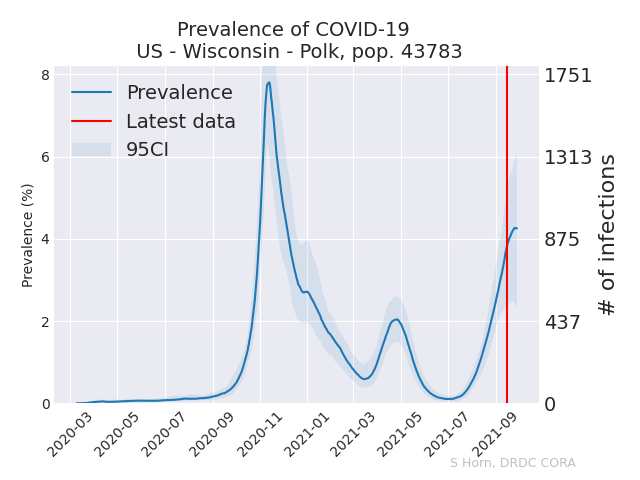 Prevalence of COVID-19
US - Wisconsin - Polk, pop. 43783
Prevalence
Latest data
95CI
Prevalence (%)
8
6
4
2
0
1751
1313
875
437
0
# of infections
2020-03
2020-05
2020-07
2020-09
2020-11
2021-01
2021-03
2021-05
2021-07
2021-09
S Horn, DRDC CORA